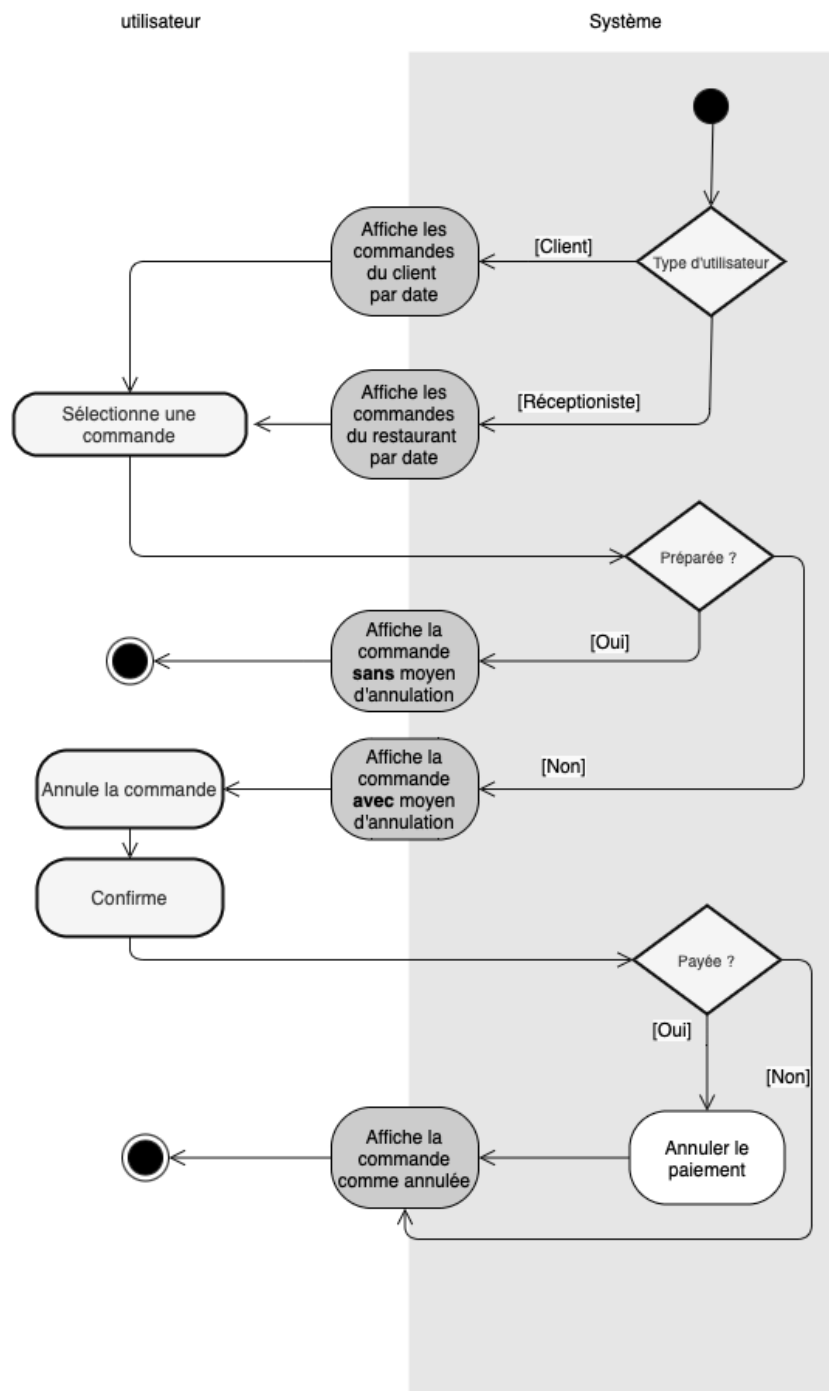 utilisateur
Système
Type d'utilisateur
[Client]
Affiche les
commandes
du client
par date
[Réceptioniste]
Affiche les
commandes
du restaurant
par date
Sélectionne une
commande
Préparée ?
[Oui]
Affiche la
commande
sans moyen
d'annulation
[Non]
Affiche la
commande
avec moyen
d'annulation
Annule la commande
Confirme
Payée ?
[Oui]
[Non]
Annuler le
paiement
Affiche la
commande
comme annulée